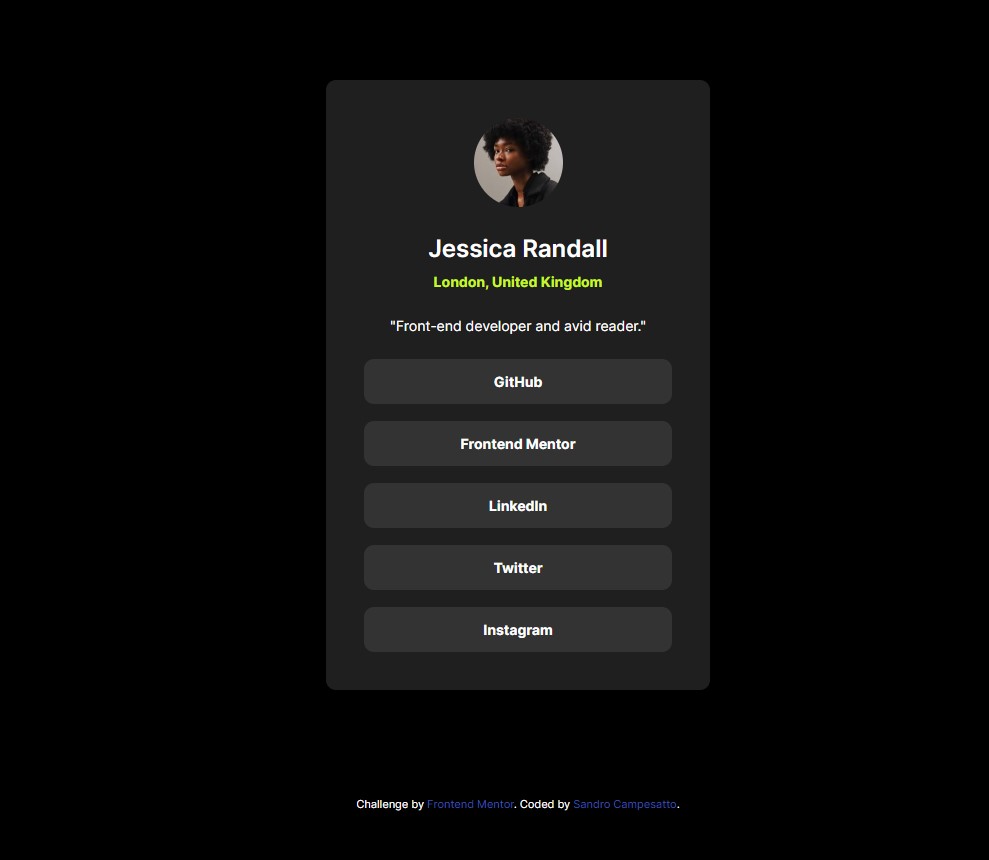 Jessica Randall
London, United Kingdom
"Front-end developer and avid reader."
GitHub
Frontend Mentor
LinkedIn
Twitter
Instagram
Challenge by Frontend Mentor. Coded by Sandro Campesatto.